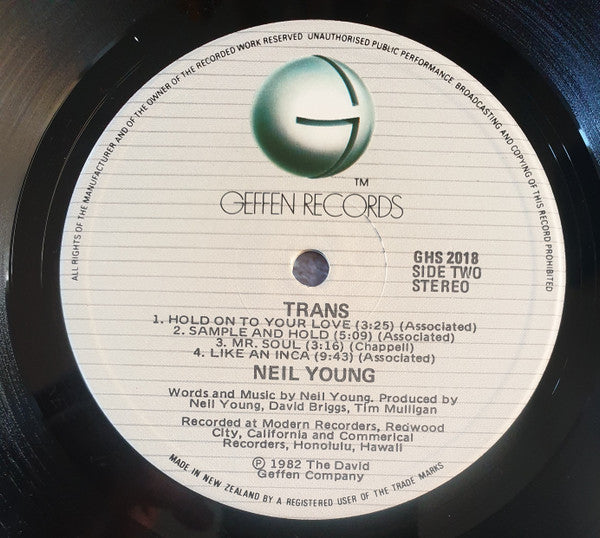 ALL RIGHTS OF THE MANUFACTURER AND OF THE OWNER OF THE RECORDED WORK RESERVED UNAUTHORISED PUBLIC PERFORMANCE BROADCASTING AND COPYING OF THIS RECORD PROHIBITED
G
TM
GEFFEN RECORDS
GHS 2018
SIDE TWO
STEREO
TRANS
1. HOLD ON TO YOUR LOVE (3:25) (Associated)
2. SAMPLE AND HOLD (5:09) (Associated)
3. MR. SOUL (3:16) (Chappell)
4. LIKE AN INCA (9:43) (Associated)
NEIL YOUNG
Words and Music by Neil Young. Produced by
Neil Young, David Briggs, Tim Mulligan
Recorded at Modern Recorders, Redwood
City, California and Commerical
Recorders, Honolulu, Hawaii
Ⓟ 1982 The David
Geffen Company
MADE IN NEW ZEALAND BY A REGISTERED USER OF THE TRADE MARKS